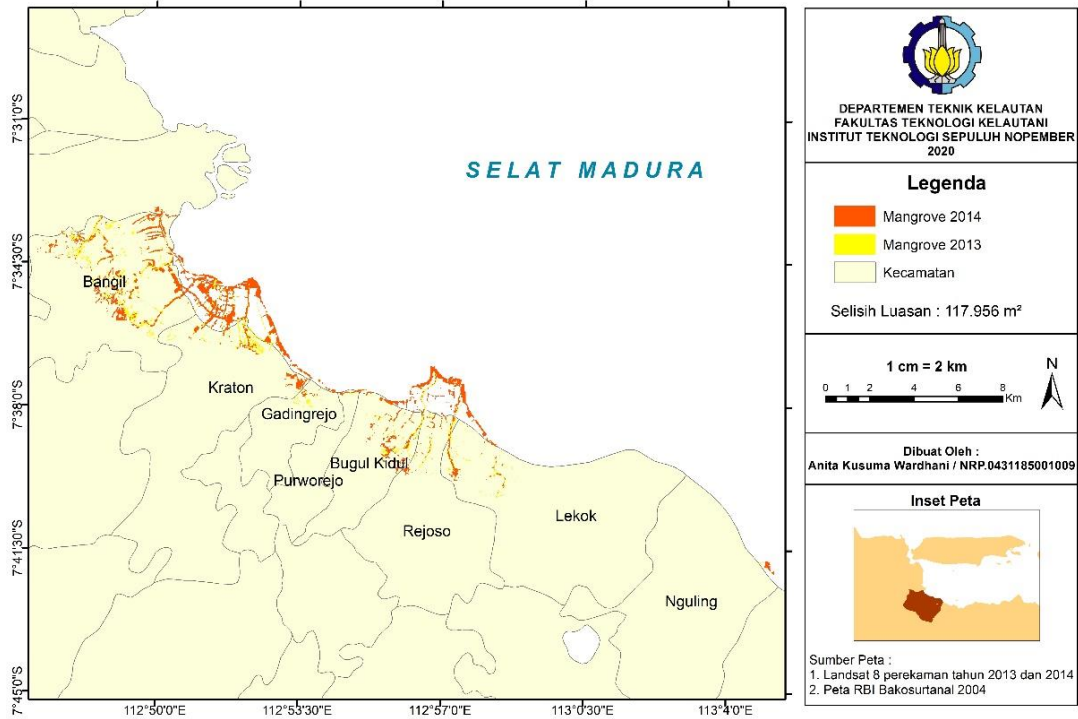 SELAT MADURA
Bangil
Kraton
Gadingrejo
Bugul Kidul
Purworejo
Rejoso
Lekok
Nguling
7°31'0"S
7°34'30"S
7°38'0"S
7°41'30"S
7°45'0"S
112°50'0"E
112°53'30"E
112°57'0"E
113°0'30"E
113°4'0"E
DEPARTEMEN TEKNIK KELAUTAN
FAKULTAS TEKNOLOGI KELAUTANI
INSTITUT TEKNOLOGI SEPULUH NOPEMBER
2020
Legenda
Mangrove 2014
Mangrove 2013
Kecamatan
Selisih Luasan : 117.956 m²
1 cm = 2 km
0 1 2 4 6 8
Km
N
Dibuat Oleh :
Anita Kusuma Wardhani / NRP.0431185001009
Inset Peta
Sumber Peta :
1. Landsat 8 perekaman tahun 2013 dan 2014
2. Peta RBI Bakosurtanal 2004